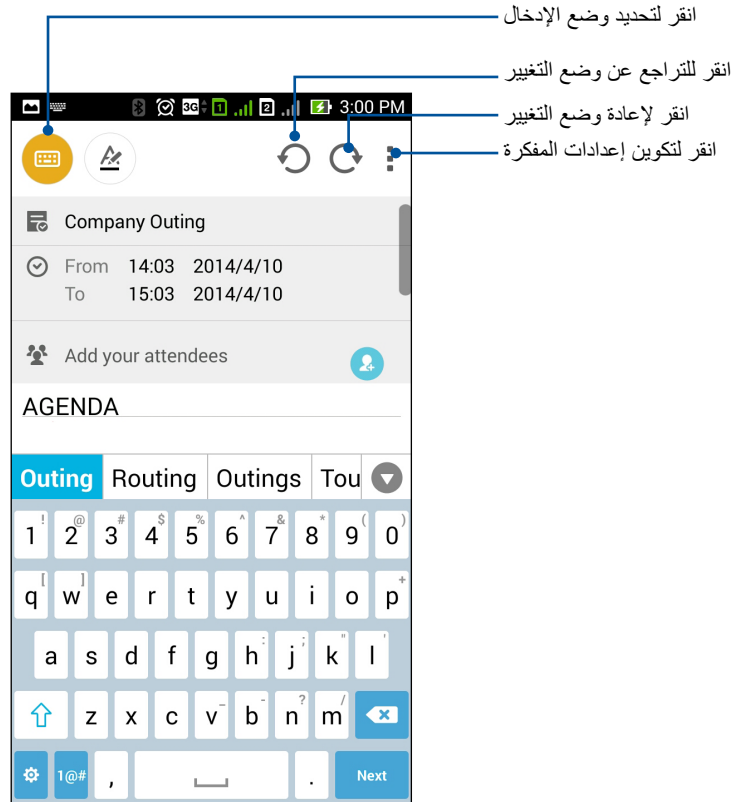 انقر لتحديد وضع الإدخال
انقر للتراجع عن وضع التغيير
انقر لإعادة وضع التغيير
انقر لتكوين إعدادات المفكرة
3G 1 2 3:00 PM
Company Outing
From 14:03 2014/4/10
To 15:03 2014/4/10
Add your attendees
AGENDA
Outing Routing Outings Tou
1 ! 2 @ 3 # 4 $ 5 % 6 ^ 7 & 8 * 9 ( 0 )
q [ w ] e r t y u i o p +
a s d f g h : j ; k " l '
z x c v _ b - n ? m /
1@# , . Next